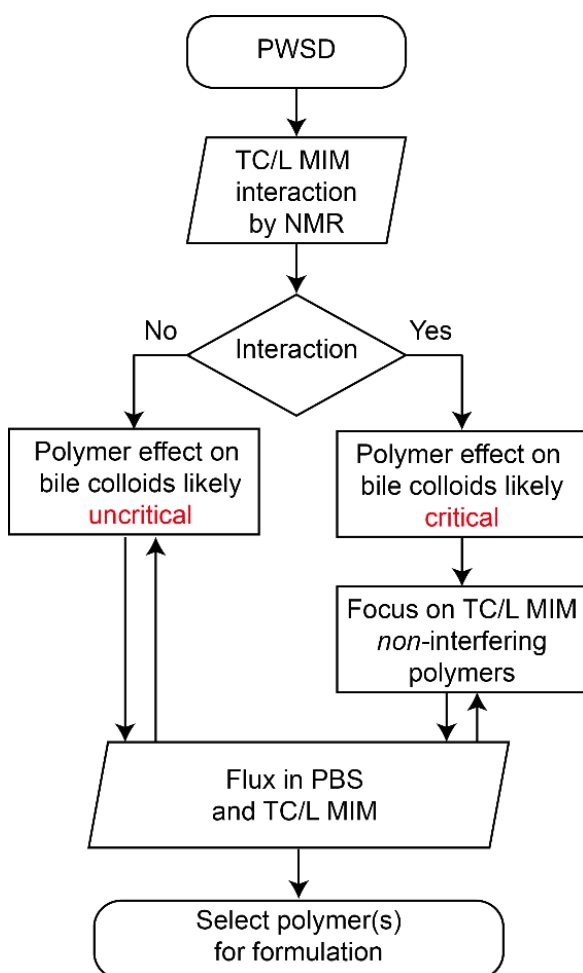 PWSD
TC/L MIM
interaction
by NMR
No
Yes
Interaction
Polymer effect on
bile colloids likely
uncritical
Polymer effect on
bile colloids likely
critical
Focus on TC/L MIM
non-interfering
polymers
Flux in PBS
and TC/L MIM
Select polymer(s)
for formulation